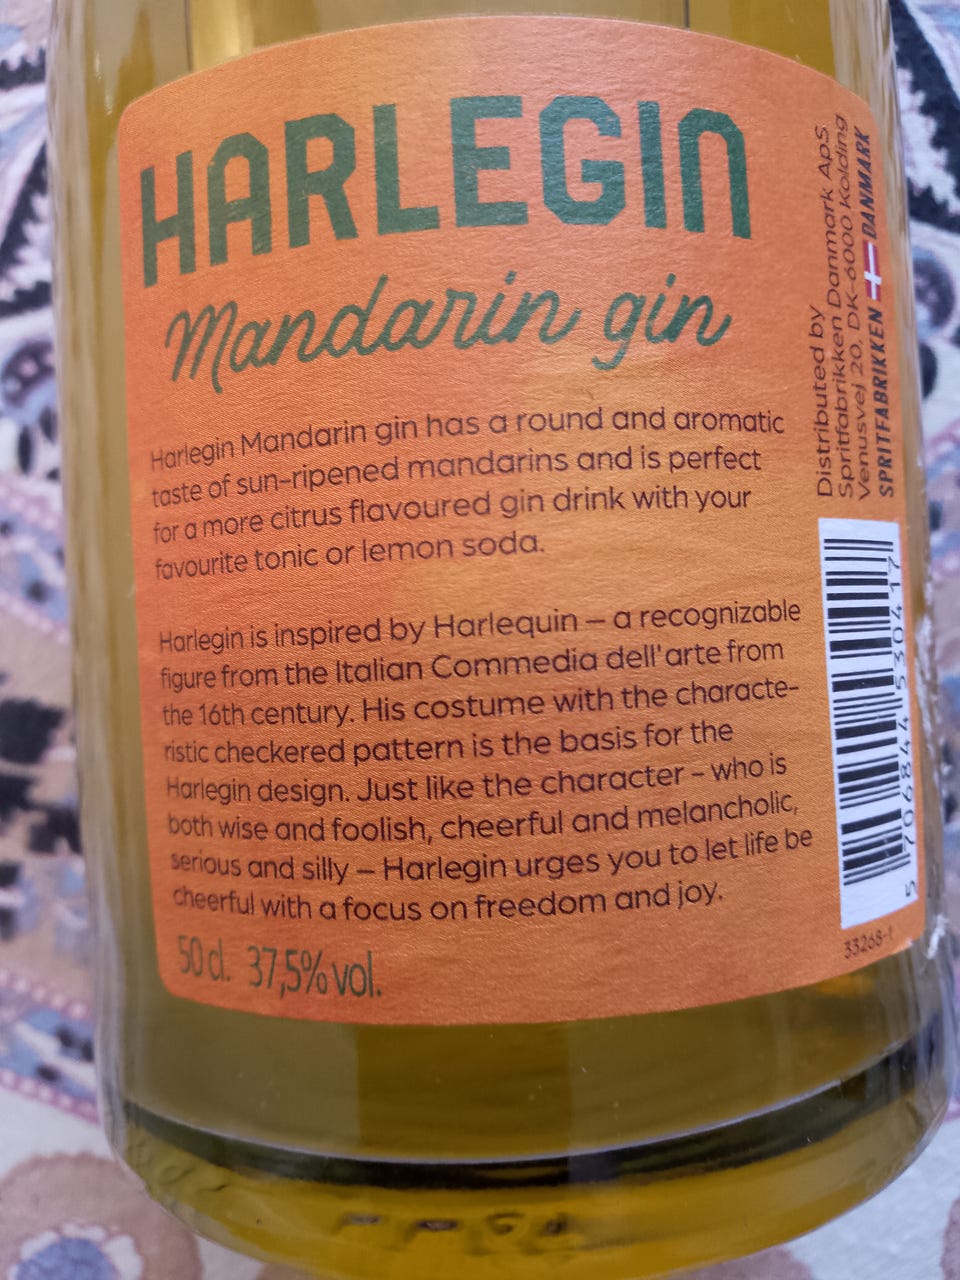 HARLEGIN
Mandarin gin
Harlegin Mandarin gin has a round and aromatic
taste of sun-ripened mandarins and is perfect
for a more citrus flavoured gin drink with your
favourite tonic or lemon soda.
Harlegin is inspired by Harlequin – a recognizable
figure from the Italian Commedia dell'arte from
the 16th century. His costume with the characte-
ristic checkered pattern is the basis for the
Harlegin design. Just like the character – who is
both wise and foolish, cheerful and melancholic,
serious and silly – Harlegin urges you to let life be
cheerful with a focus on freedom and joy.
50 cl. 37,5% vol.
Distributed by
Spritfabrikken Danmark ApS
Venusvej 20, DK-6000 Kolding
SPRITFABRIKKEN DANMARK
5 706844 530417
33268-1